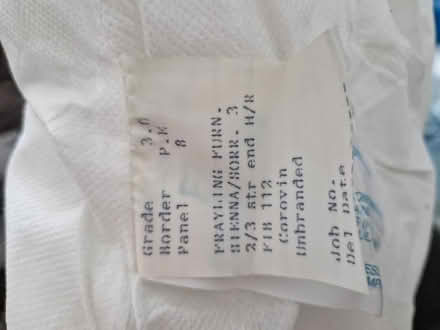 Grade 3.0
Border P.K
Panel 8
FRAYLING FURN.
SIENNA/SORR. 3
2/3 str end H/R
FIB 112
Corovin
Unbranded
Job No.
Del Date